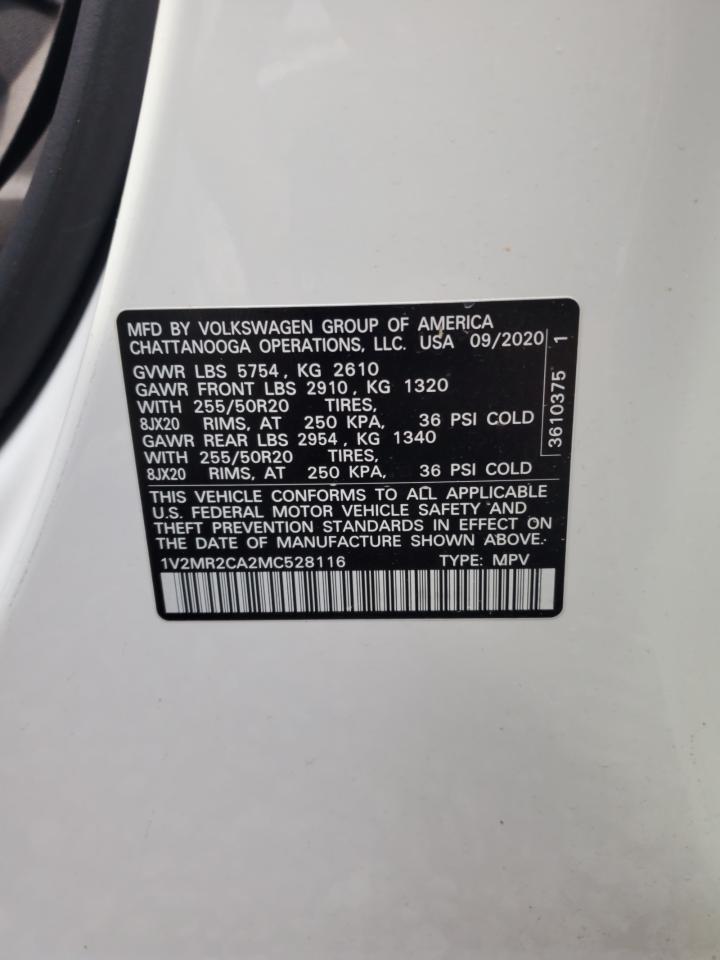 MFD BY VOLKSWAGEN GROUP OF AMERICA
CHATTANOOGA OPERATIONS, LLC. USA 09/2020
GVWR LBS 5754, KG 2610
GAWR FRONT LBS 2910, KG 1320
WITH 255/50R20 TIRES,
8JX20 RIMS, AT 250 KPA, 36 PSI COLD
GAWR REAR LBS 2954, KG 1340
WITH 255/50R20 TIRES,
8JX20 RIMS, AT 250 KPA, 36 PSI COLD
THIS VEHICLE CONFORMS TO ALL APPLICABLE
U.S. FEDERAL MOTOR VEHICLE SAFETY AND
THEFT PREVENTION STANDARDS IN EFFECT ON
THE DATE OF MANUFACTURE SHOWN ABOVE.
1V2MR2CA2MC528116 TYPE: MPV
3610375 1